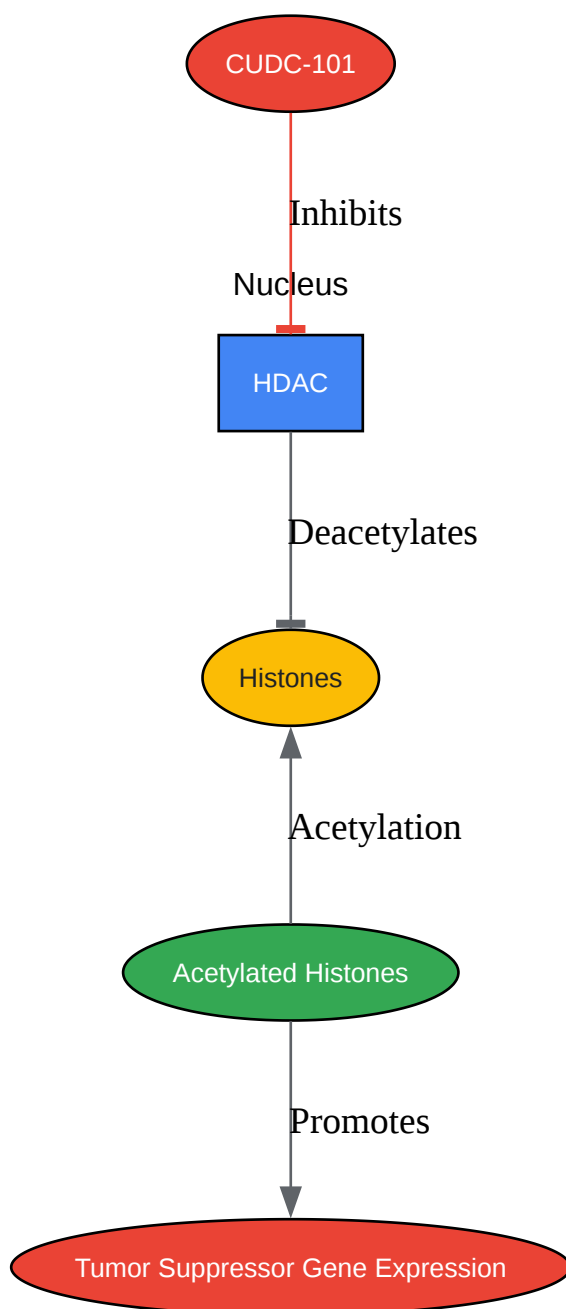 CUDC-101
Inhibits
Nucleus
HDAC
Deacetylates
Histones
Acetylation
Acetylated Histones
Promotes
Tumor Suppressor Gene Expression